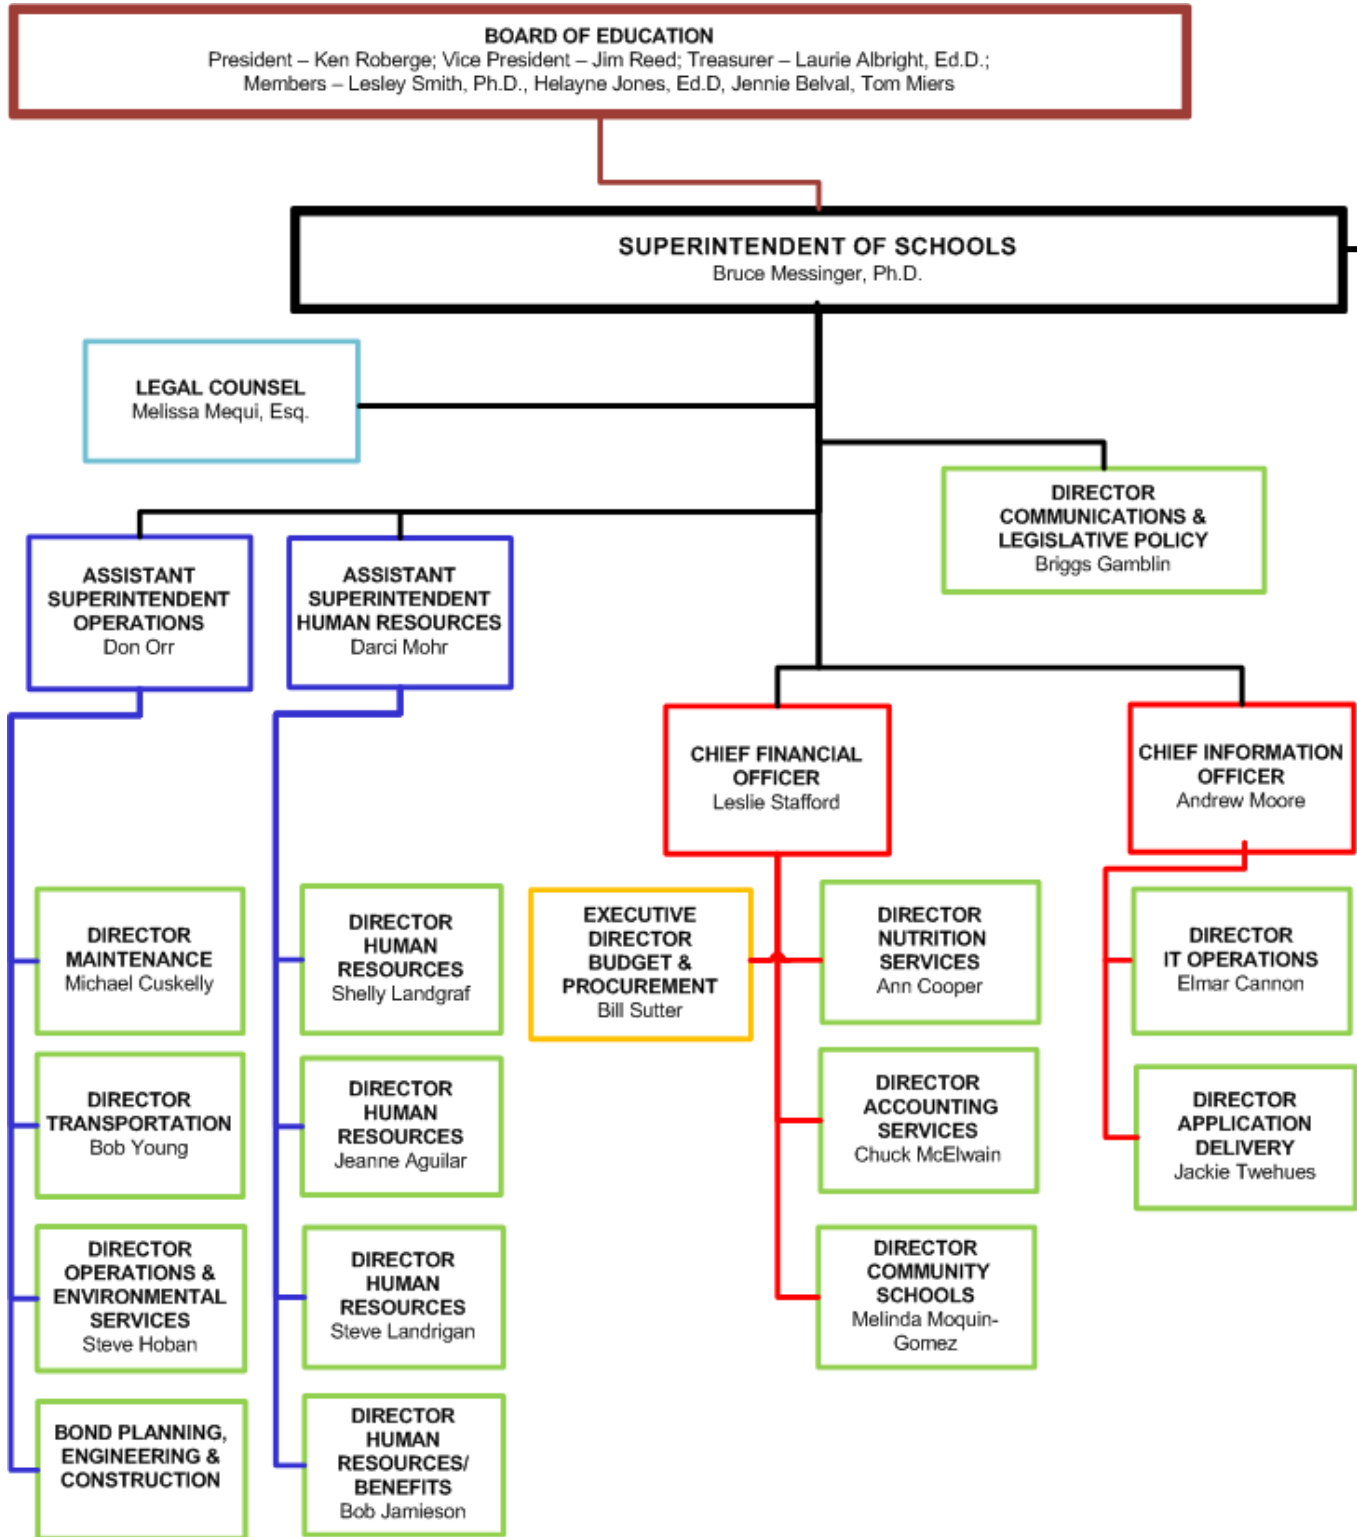 BOARD OF EDUCATION
President – Ken Roberge; Vice President – Jim Reed; Treasurer – Laurie Albright, Ed.D.;
Members – Lesley Smith, Ph.D., Helayne Jones, Ed.D, Jennie Belval, Tom Miers
SUPERINTENDENT OF SCHOOLS
Bruce Messinger, Ph.D.
LEGAL COUNSEL
Melissa Mequi, Esq.
DIRECTOR
COMMUNICATIONS &
LEGISLATIVE POLICY
Briggs Gamblin
ASSISTANT
SUPERINTENDENT
OPERATIONS
Don Orr
ASSISTANT
SUPERINTENDENT
HUMAN RESOURCES
Darci Mohr
CHIEF FINANCIAL
OFFICER
Leslie Stafford
CHIEF INFORMATION
OFFICER
Andrew Moore
DIRECTOR
MAINTENANCE
Michael Cuskelly
DIRECTOR
HUMAN
RESOURCES
Shelly Landgraf
EXECUTIVE
DIRECTOR
BUDGET &
PROCUREMENT
Bill Sutter
DIRECTOR
NUTRITION
SERVICES
Ann Cooper
DIRECTOR
IT OPERATIONS
Elmar Cannon
DIRECTOR
TRANSPORTATION
Bob Young
DIRECTOR
HUMAN
RESOURCES
Jeanne Aguilar
DIRECTOR
ACCOUNTING
SERVICES
Chuck McElwain
DIRECTOR
APPLICATION
DELIVERY
Jackie Twehues
DIRECTOR
OPERATIONS &
ENVIRONMENTAL
SERVICES
Steve Hoban
DIRECTOR
HUMAN
RESOURCES
Steve Landrigan
DIRECTOR
COMMUNITY
SCHOOLS
Melinda Moquin-
Gomez
BOND PLANNING,
ENGINEERING &
CONSTRUCTION
DIRECTOR
HUMAN
RESOURCES/
BENEFITS
Bob Jamieson